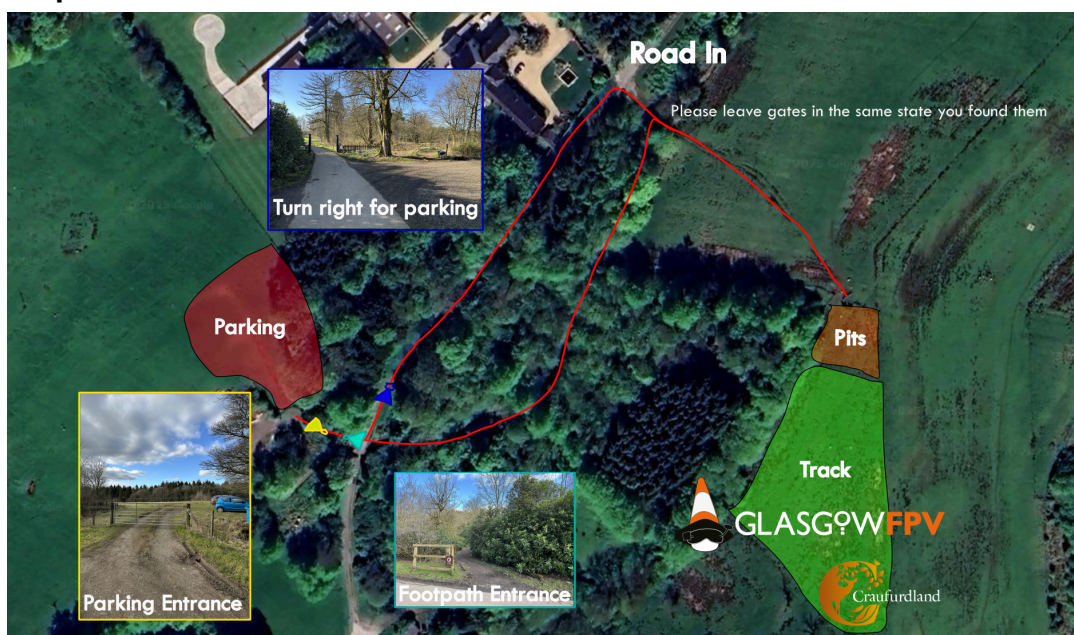 Road In
Please leave gates in the same state you found them
Turn right for parking
Parking
Pits
Track
GLASGOWFPV
Parking Entrance
Footpath Entrance
Craufurdland